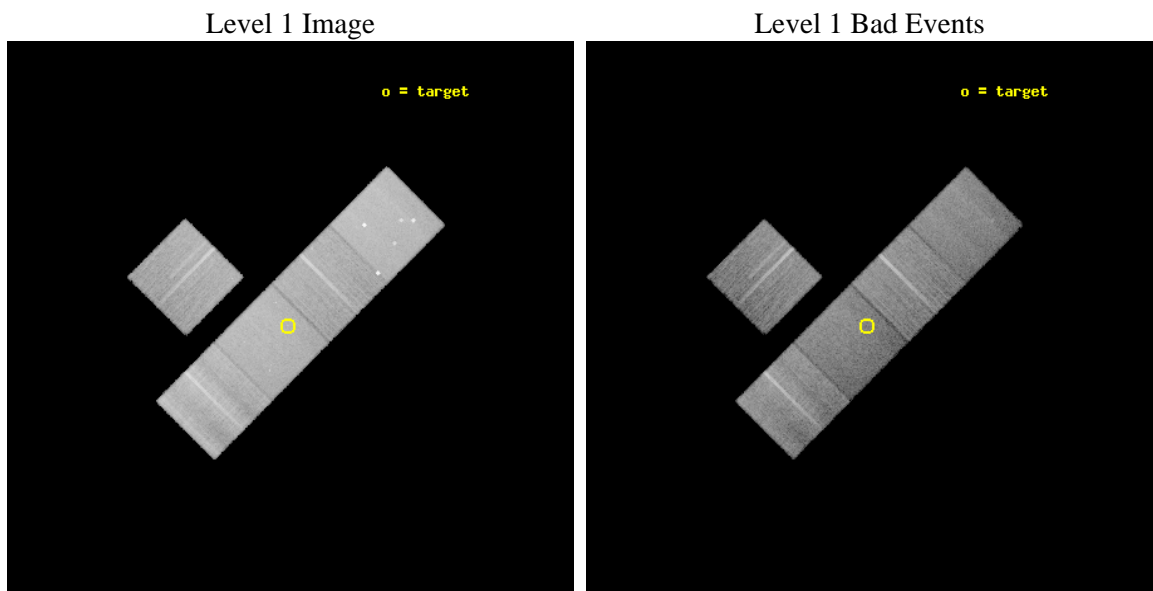 Level 1 Image
Level 1 Bad Events
o = target
o = target